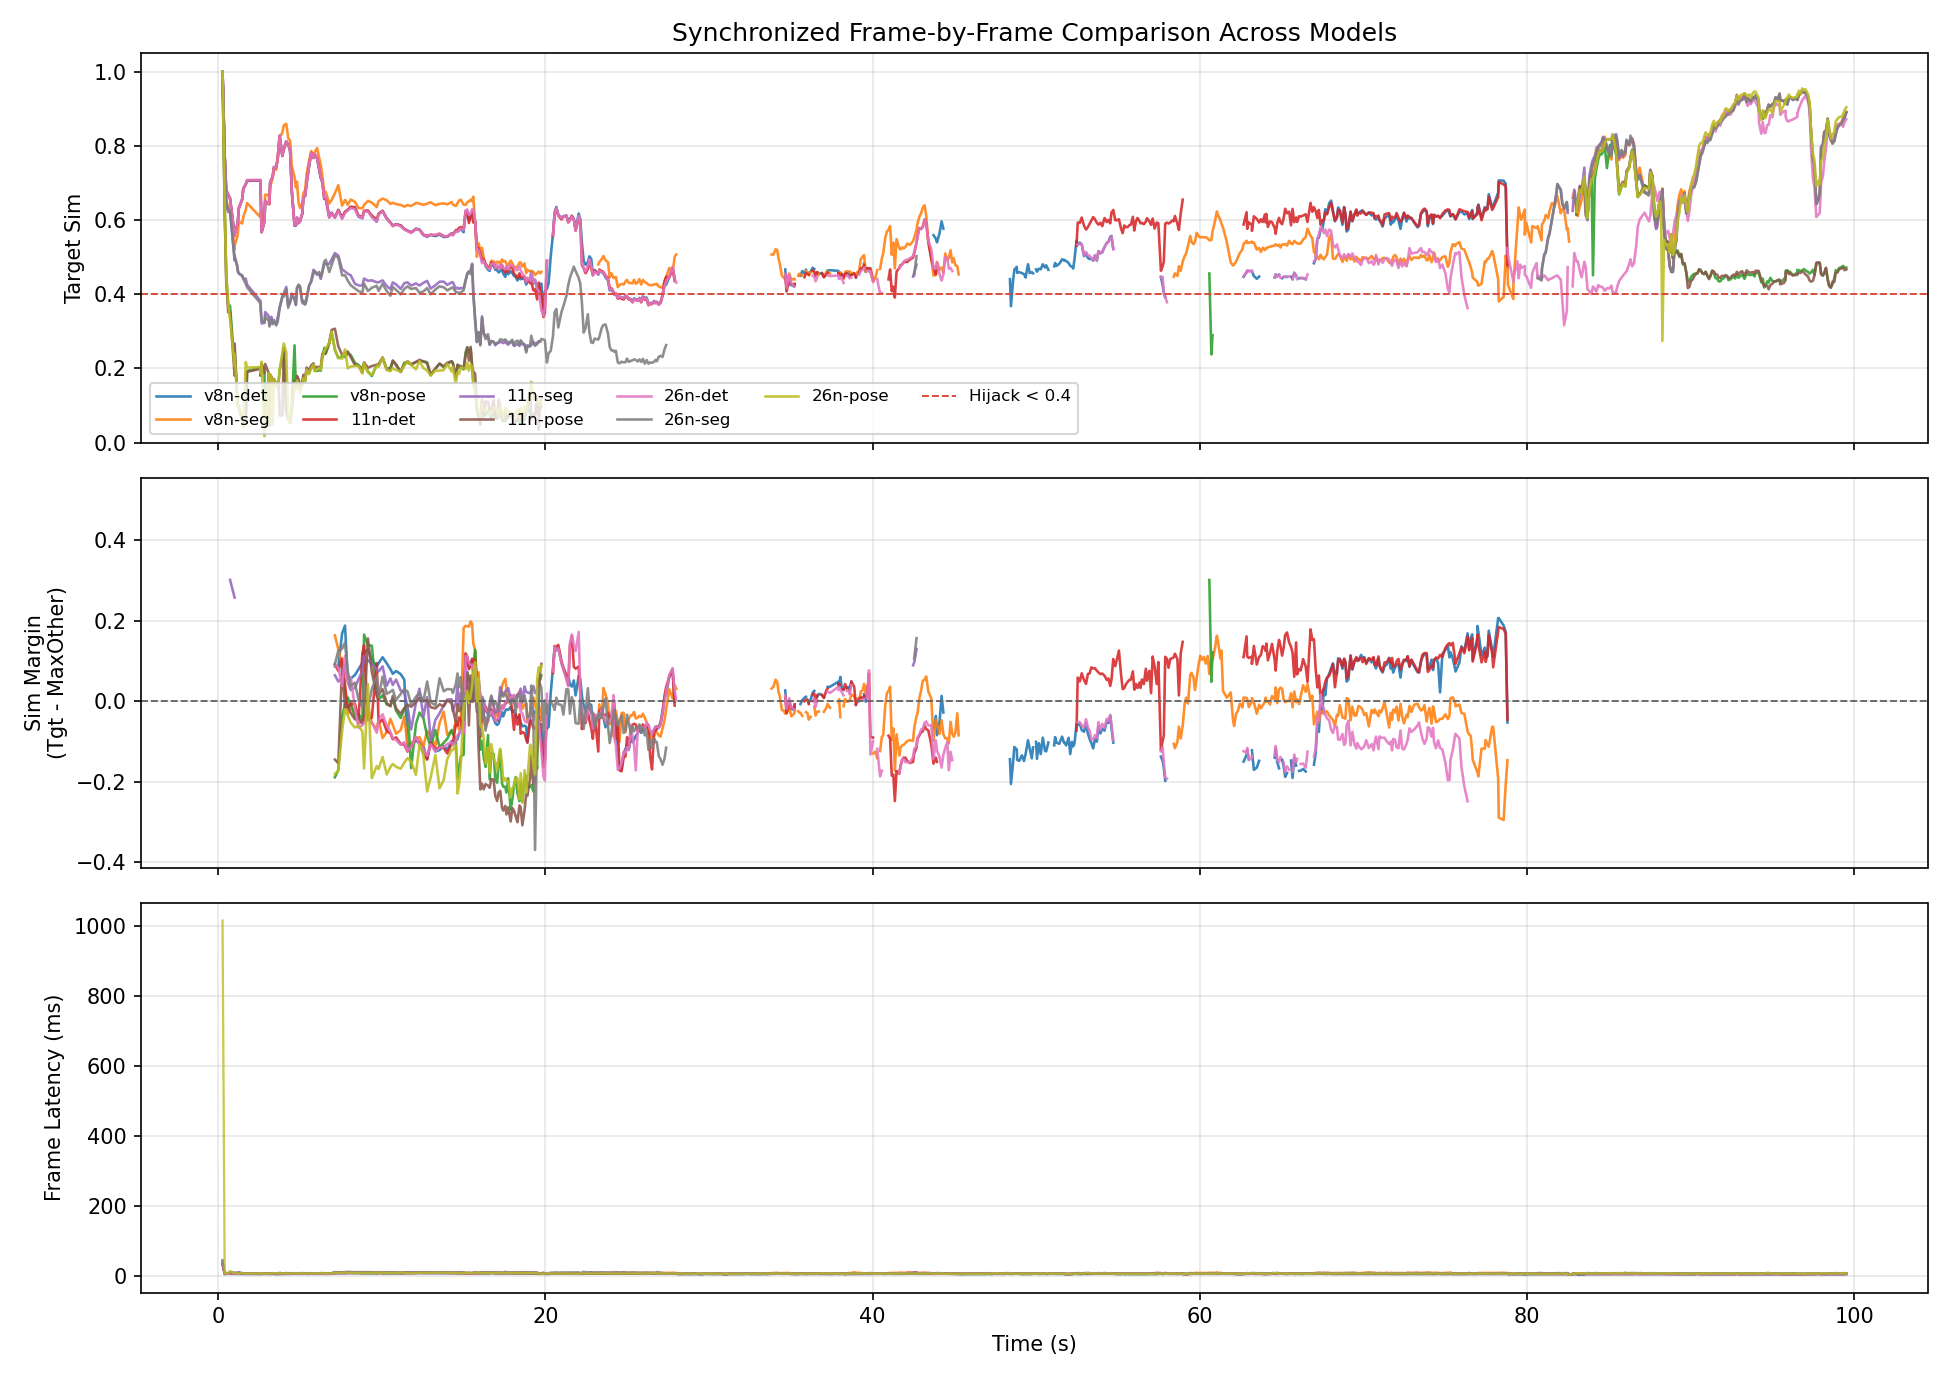 Synchronized Frame-by-Frame Comparison Across Models
Target Sim
1.0
0.8
0.6
0.4
0.2
0.0
v8n-det v8n-pose 11n-seg 26n-det 26n-pose Hijack < 0.4
v8n-seg 11n-det 11n-pose 26n-seg
Sim Margin
(Tgt - MaxOther)
0.4
0.2
0.0
−0.2
−0.4
Frame Latency (ms)
1000
800
600
400
200
0
0 20 40 60 80 100
Time (s)